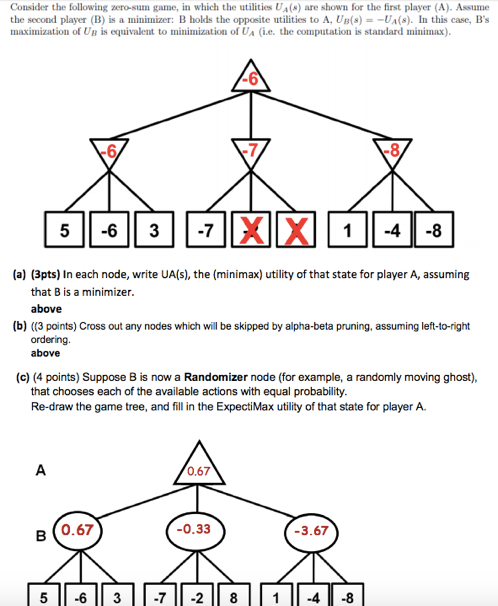 Consider the following zero-sum game, in which the utilities U_A(s) are shown for the first player (A). Assume
the second player (B) is a minimizer: B holds the opposite utilities to A, U_B(s) = −U_A(s). In this case, B's
maximization of U_B is equivalent to minimization of U_A (i.e. the computation is standard minimax).
-6
-6 -7 -8
5 -6 3 -7 X X 1 -4 -8
(a) (3pts) In each node, write UA(s), the (minimax) utility of that state for player A, assuming
that B is a minimizer.
above
(b) ((3 points) Cross out any nodes which will be skipped by alpha-beta pruning, assuming left-to-right
ordering.
above
(c) (4 points) Suppose B is now a Randomizer node (for example, a randomly moving ghost),
that chooses each of the available actions with equal probability.
Re-draw the game tree, and fill in the ExpectiMax utility of that state for player A.
A 0.67
B 0.67 -0.33 -3.67
5 -6 3 -7 -2 8 1 -4 -8